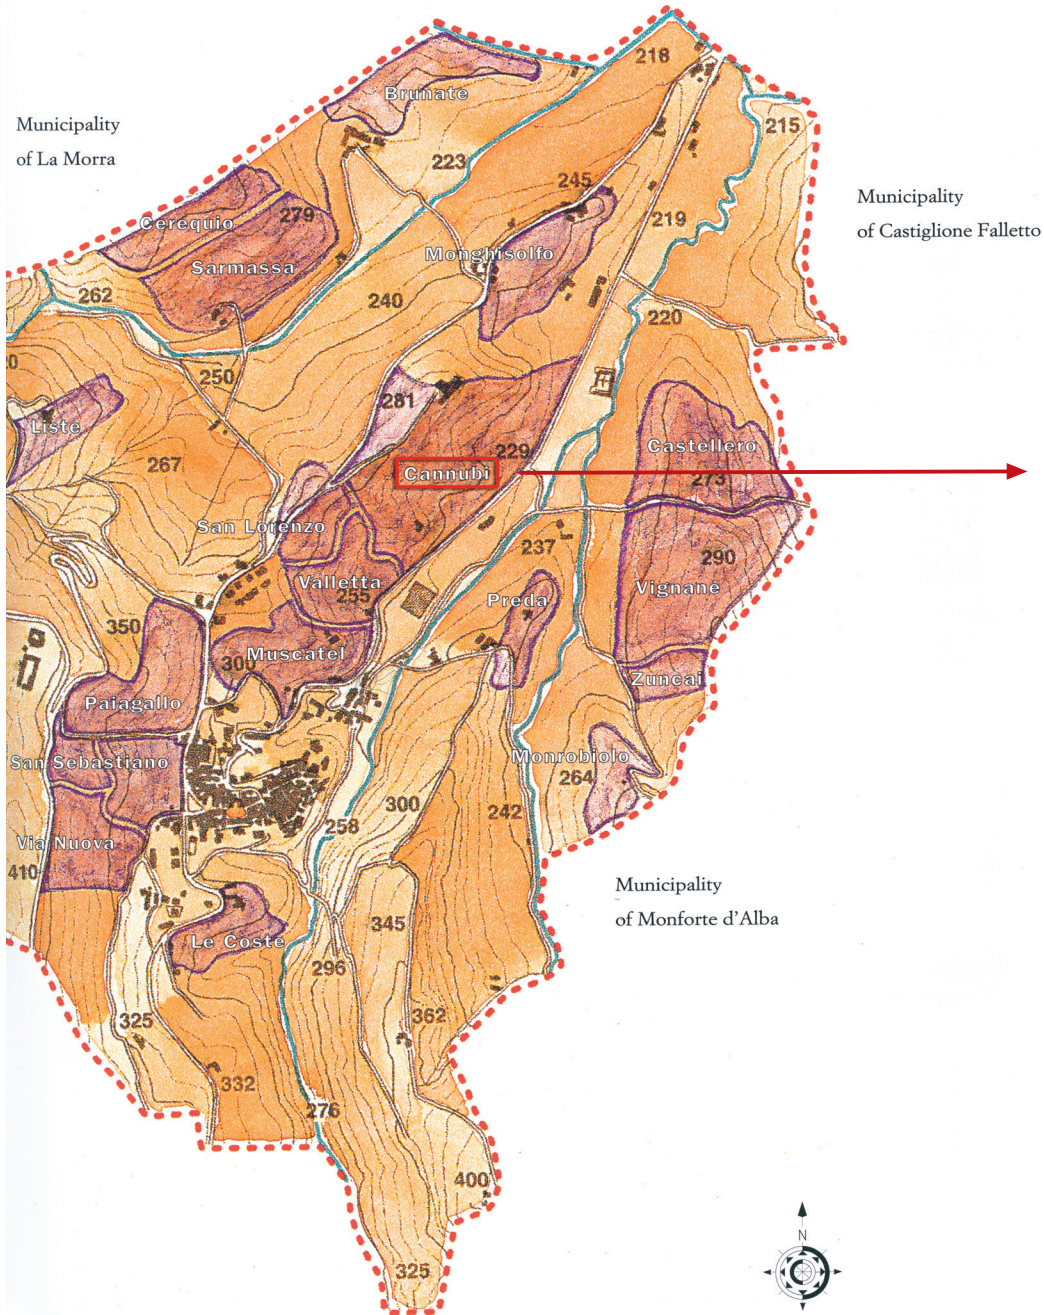 218
Brunate
Municipality
of La Morra
215
223
245
Municipality
of Castiglione Falletto
279
219
Cerequio
Monghisolfo
Sarmassa
262
240
220
250
281
Liste
267
229
Castellero
Cannubi
273
San Lorenzo
237
290
Valletta
255
Vignane
Preda
350
300
Muscatel
Zuncai
Paiagallo
Monrobiolo
San Sebastiano
264
300
242
258
Via Nuova
410
Municipality
of Monforte d'Alba
345
Le Coste
296
325
362
332
276
400
N
325